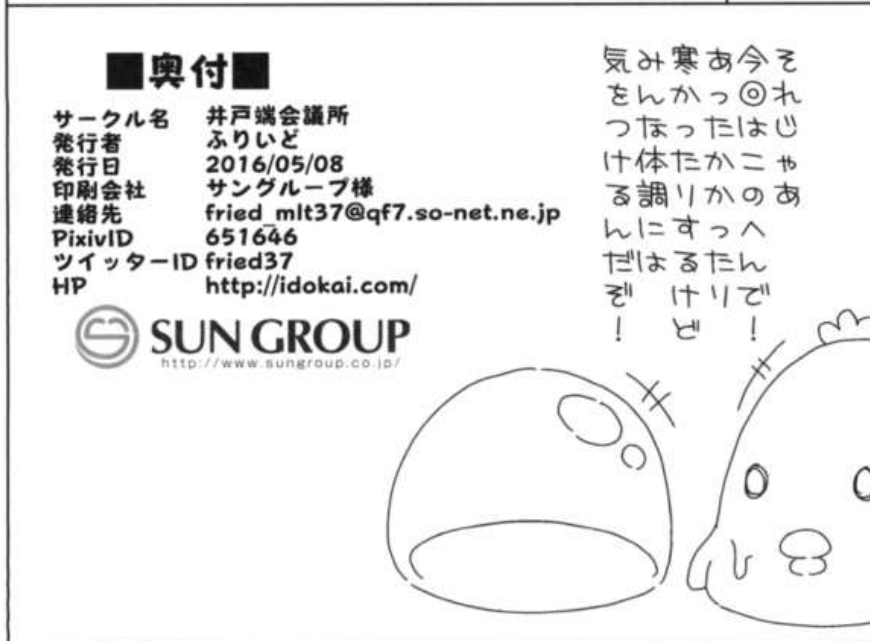 ■奥付■
サークル名 井戸端会議所
発行者 ふりいど
発行日 2016/05/08
印刷会社 サングループ様
連絡先 fried_mlt37@qf7.so-net.ne.jp
PixivID 651646
ツイッターID fried37
HP http://idokai.com/
SUN GROUP
http://www.sungroup.co.jp/
それじゃあ
今◎はこのへんで!
あったかかったり
寒かったりするけど
みんな体調には
気をつけるんだぞ!